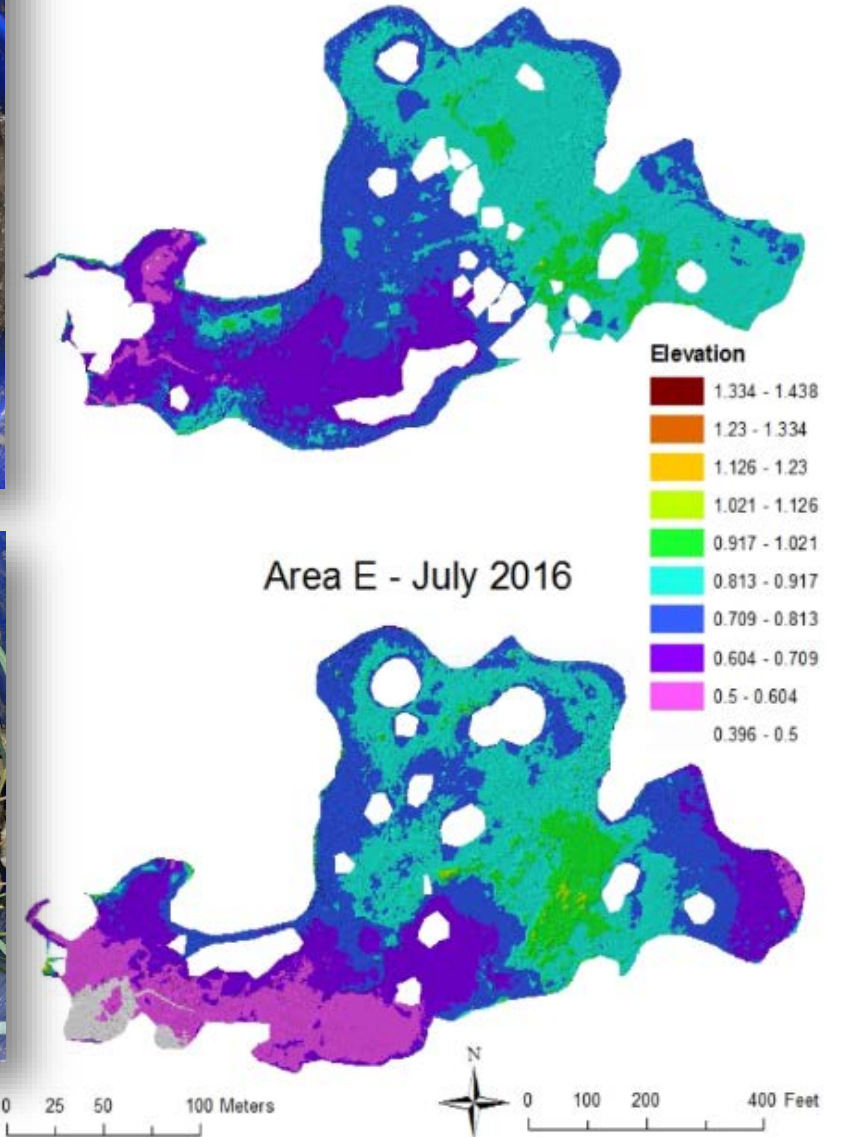 Elevation
1.334 - 1.438
1.23 - 1.334
1.126 - 1.23
1.021 - 1.126
0.917 - 1.021
0.813 - 0.917
0.709 - 0.813
0.604 - 0.709
0.5 - 0.604
0.396 - 0.5
Area E - July 2016
N
0 25 50 100 Meters
0 100 200 400 Feet